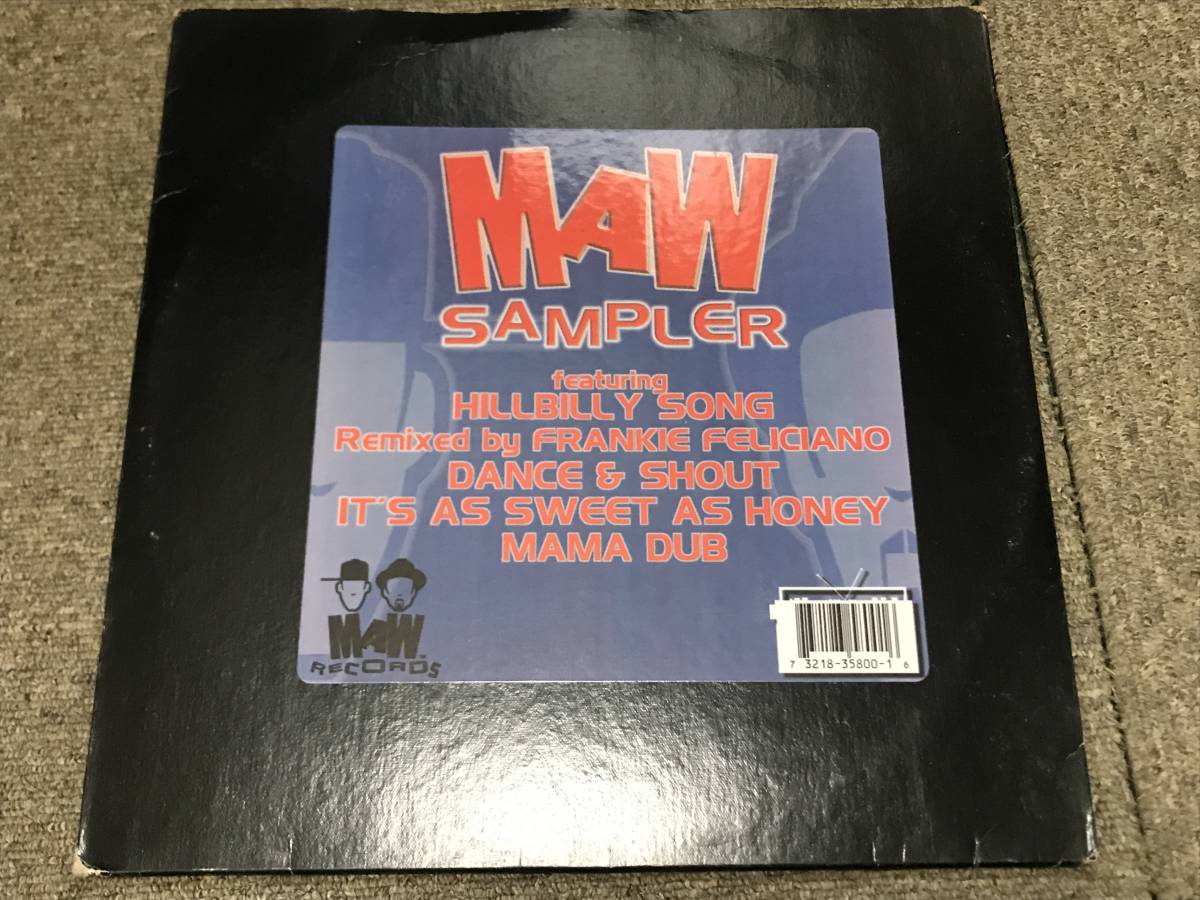 MAW
SAMPLER
featuring
HILLBILLY SONG
Remixed by FRANKIE FELICIANO
DANCE & SHOUT
IT'S AS SWEET AS HONEY
MAMA DUB
MAW
RECORDS
7 3218-35800-1 6